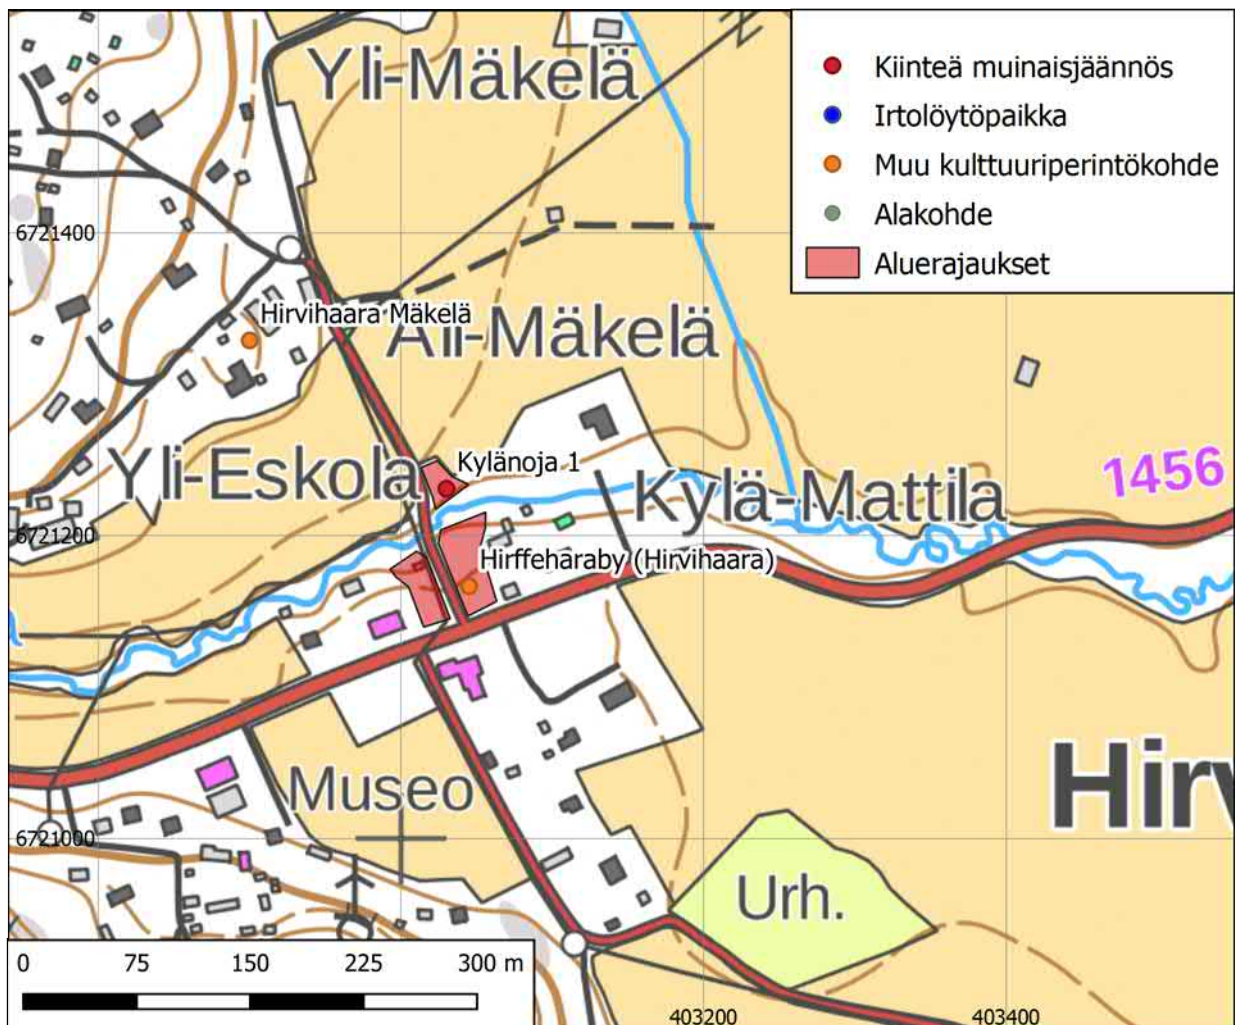 Yli-Mäkelä
Kiinteä muinaisjäännös
Irtolöytöpaikka
Muu kulttuuriperintökohde
Alakohde
Aluerajaukset
6721400
Hirvihaara Mäkelä
Ali-Mäkelä
Yli-Eskola
Kylänoja 1
Kylä-Mattila
1456
6721200
Hirffehäraby (Hirvihaara)
Museo
Hirv
6721000
Urh.
0 75 150 225 300 m
403200 403400